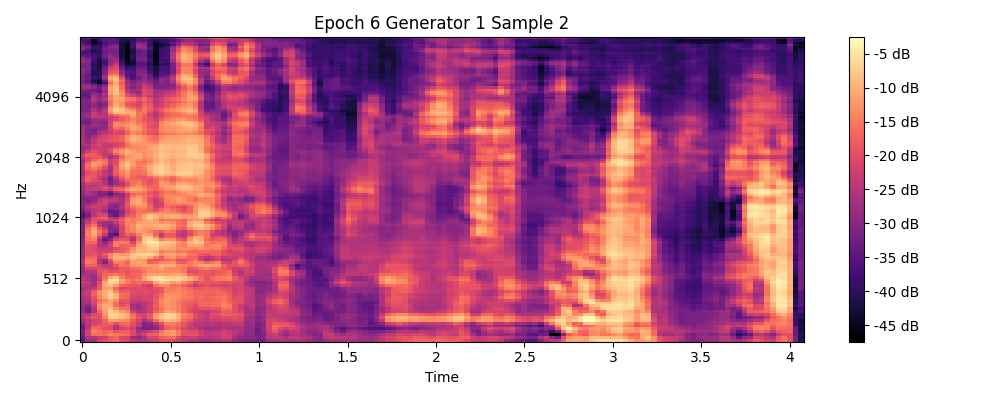 Epoch 6 Generator 1 Sample 2
Hz
4096
2048
1024
512
0
0
0.5
1
1.5
2
2.5
3
3.5
4
Time
-5 dB
-10 dB
-15 dB
-20 dB
-25 dB
-30 dB
-35 dB
-40 dB
-45 dB